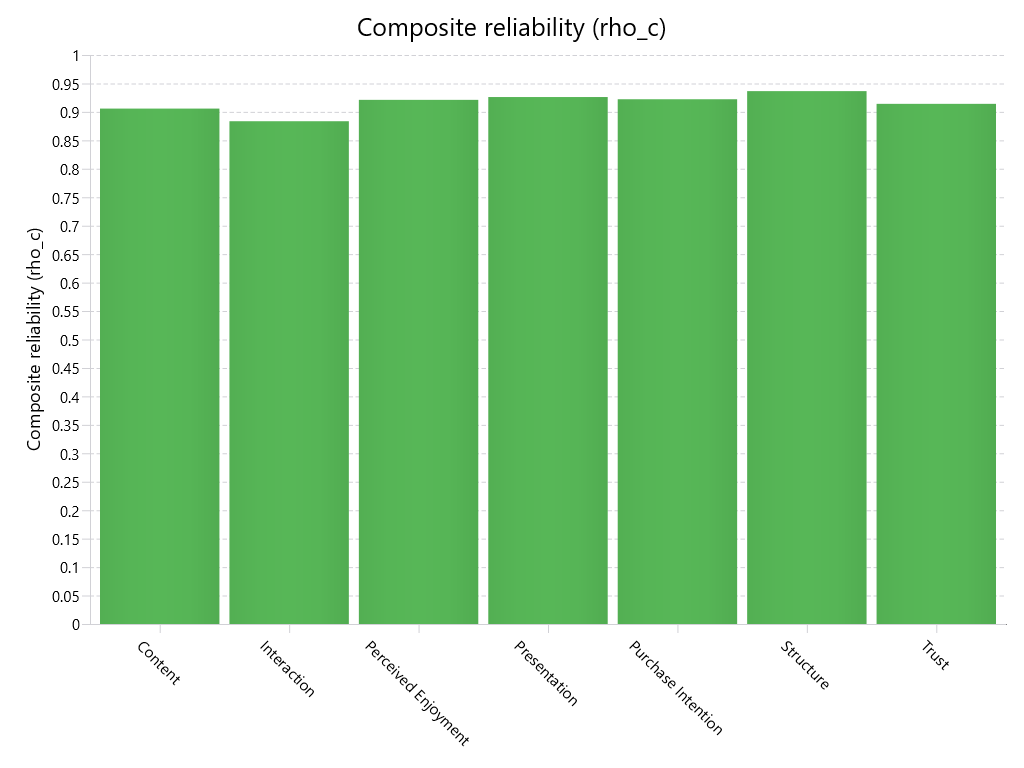 Composite reliability (rho_c)
Composite reliability (rho_c)
1
0.95
0.9
0.85
0.8
0.75
0.7
0.65
0.6
0.55
0.5
0.45
0.4
0.35
0.3
0.25
0.2
0.15
0.1
0.05
0
Content
Interaction
Perceived Enjoyment
Presentation
Purchase Intention
Structure
Trust